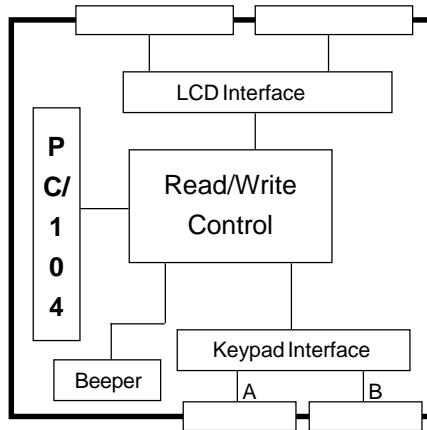 LCD Interface
P
C/
1
0
4
Read/Write
Control
Keypad Interface
Beeper
A
B